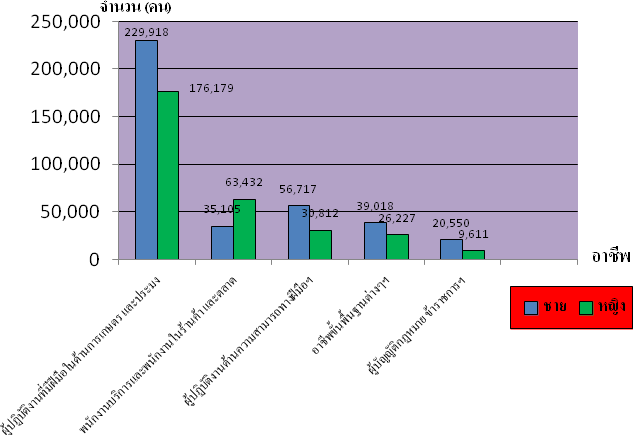 จำนวน (คน)
250,000
200,000
150,000
100,000
50,000
0
229,918
176,179
35,105
63,432
56,717
30,812
39,018
26,227
20,550
9,611
อาชีพ
ผู้ปฏิบัติงานที่มีฝีมือในด้านการเกษตร และประมง
พนักงานบริการและพนักงานในร้านค้า และตลาด
ผู้ปฏิบัติงานด้านความสามารถทางฝีมือฯ
อาชีพขั้นพื้นฐานต่างๆฯ
ผู้บัญญัติกฎหมาย ข้าราชการฯ
ชาย
หญิง